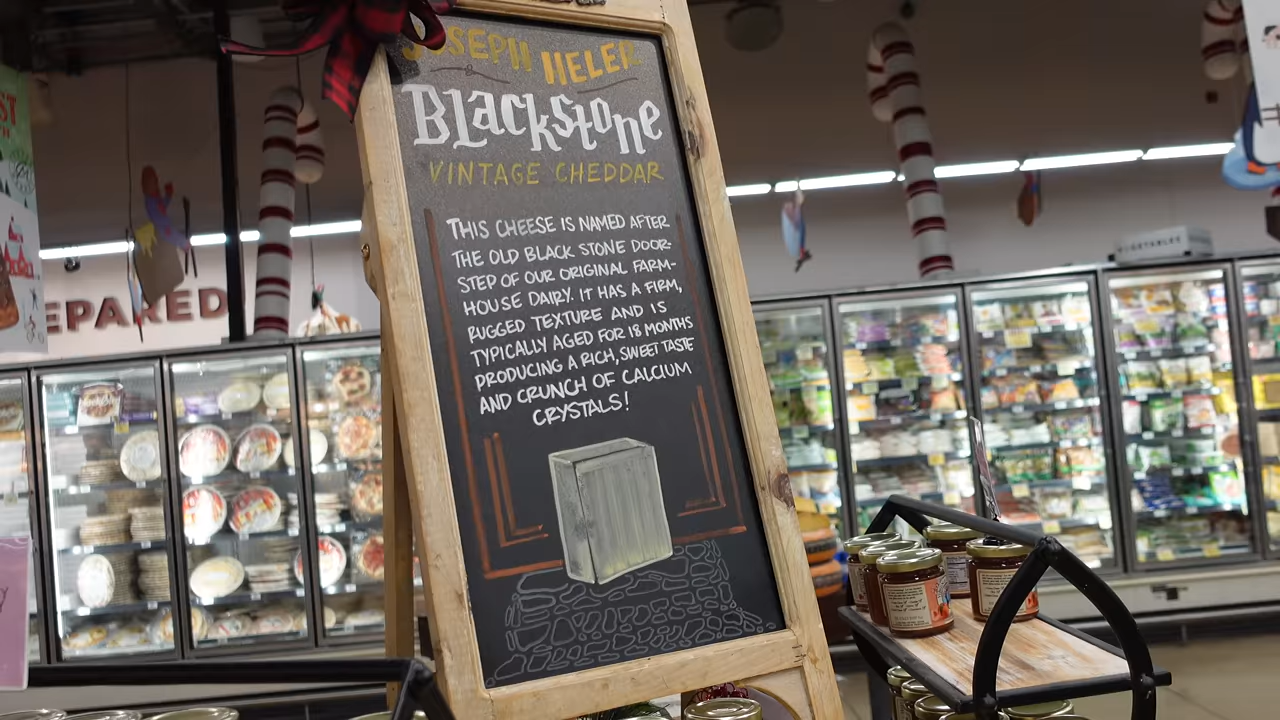 JOSEPH HELER
BLackstone
VINTAGE CHEDDAR
THIS CHEESE IS NAMED AFTER
THE OLD BLACK STONE DOOR-
STEP OF OUR ORIGINAL FARM-
HOUSE DAIRY. IT HAS A FIRM,
RUGGED TEXTURE AND IS
TYPICALLY AGED FOR 18 MONTHS
PRODUCING A RICH, SWEET TASTE
AND CRUNCH OF CALCIUM
CRYSTALS!
EPARED
VEGETABLES